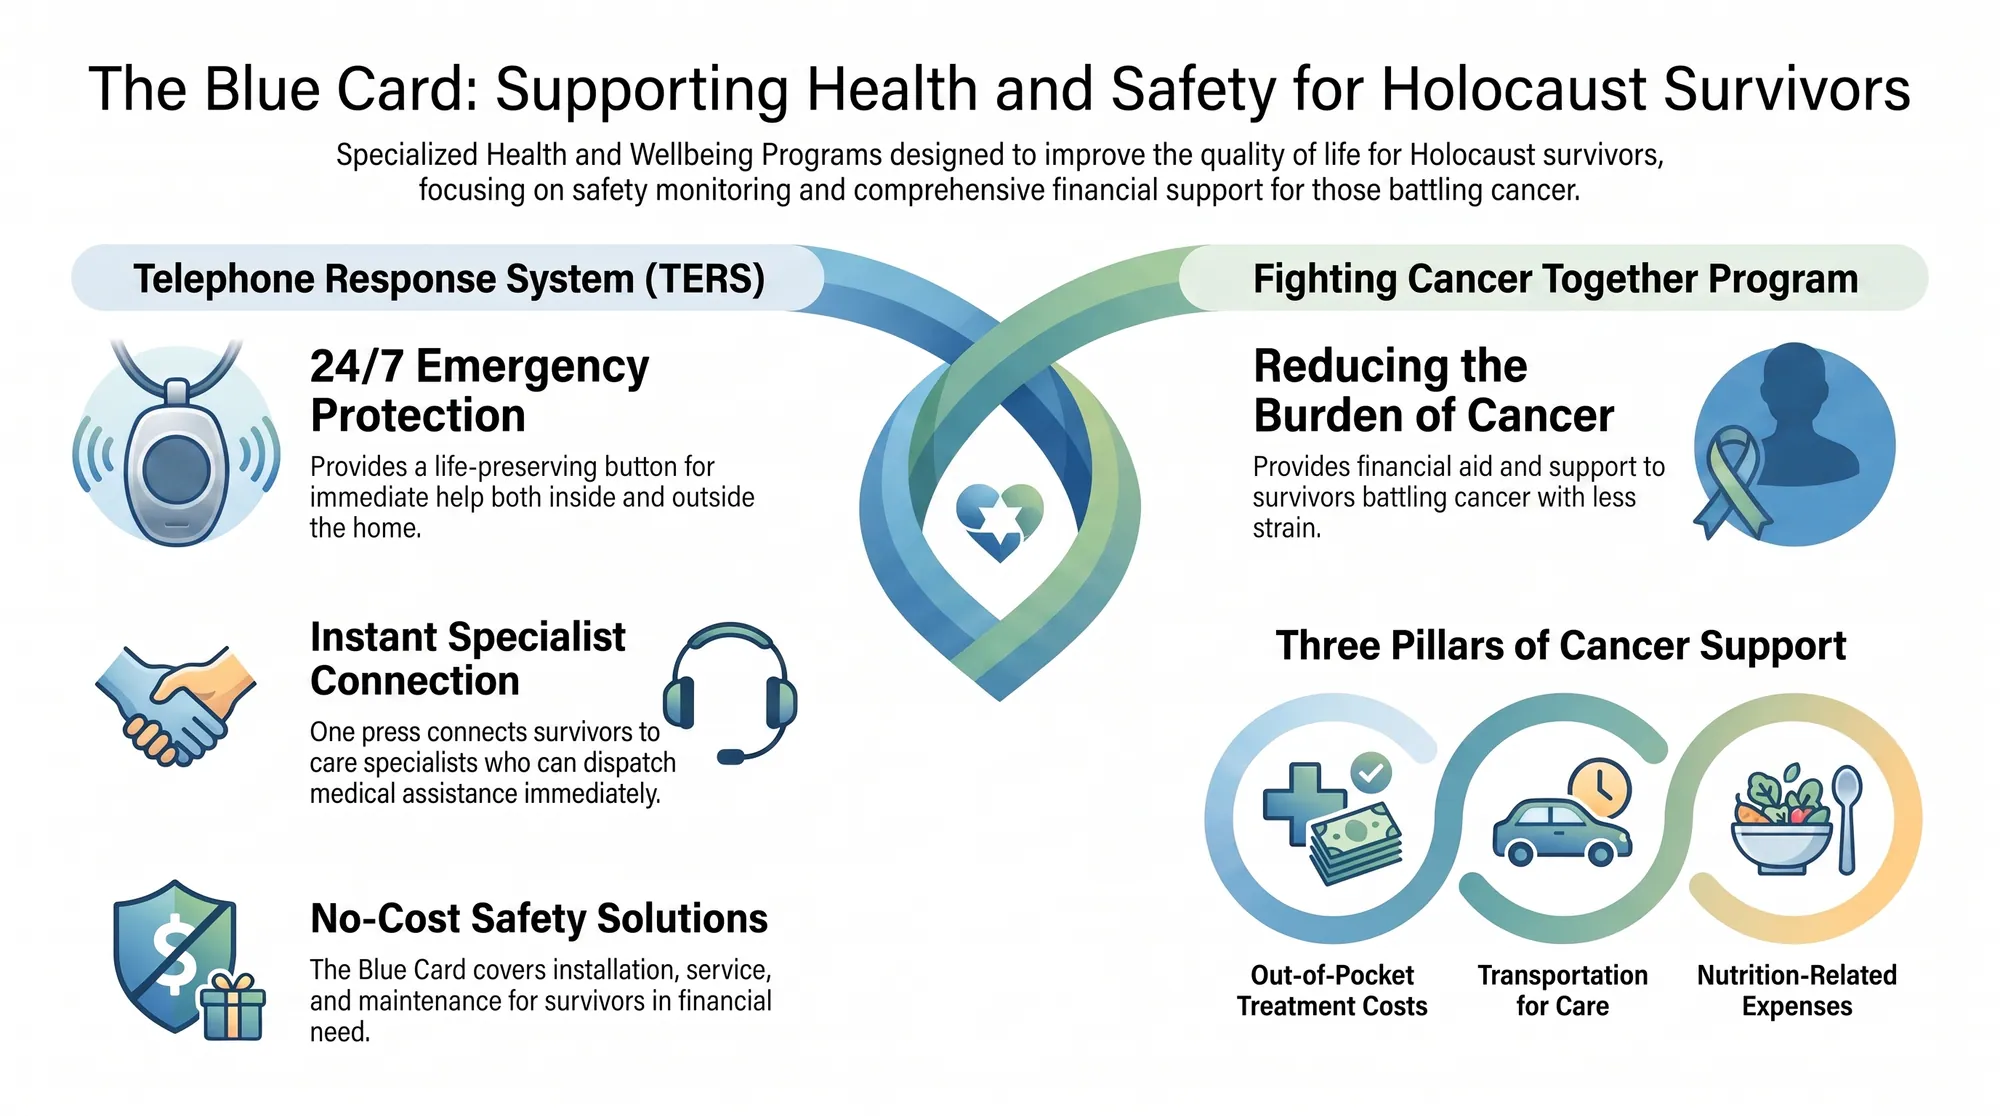 The Blue Card: Supporting Health and Safety for Holocaust Survivors
Specialized Health and Wellbeing Programs designed to improve the quality of life for Holocaust survivors,
focusing on safety monitoring and comprehensive financial support for those battling cancer.
Telephone Response System (TERS)
24/7 Emergency
Protection
Provides a life-preserving button for
immediate help both inside and outside
the home.
Instant Specialist
Connection
One press connects survivors to
care specialists who can dispatch
medical assistance immediately.
$
No-Cost Safety Solutions
The Blue Card covers installation, service,
and maintenance for survivors in financial
need.
Fighting Cancer Together Program
Reducing the
Burden of Cancer
Provides financial aid and support to
survivors battling cancer with less
strain.
Three Pillars of Cancer Support
Out-of-Pocket
Treatment Costs
Transportation
for Care
Nutrition-Related
Expenses